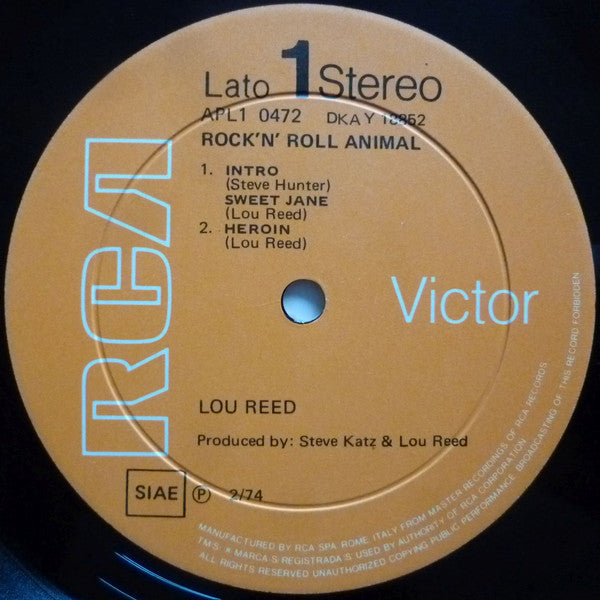 Lato 1 Stereo
APL1 0472 DKAY 18852
ROCK'N' ROLL ANIMAL
1. INTRO
(Steve Hunter)
SWEET JANE
(Lou Reed)
2. HEROIN
(Lou Reed)
RCA
Victor
LOU REED
Produced by: Steve Katz & Lou Reed
SIAE ℗ 2/74
MANUFACTURED BY RCA SPA. ROME, ITALY FROM MASTER RECORDINGS OF RCA RECORDS
TMS. ® MARCA S REGISTRADA S. USED BY AUTHORITY OF RCA CORPORATION
ALL RIGHTS RESERVED UNAUTHORIZED COPYING PUBLIC PERFORMANCE BROADCASTING OF THIS RECORD FORBIDDEN